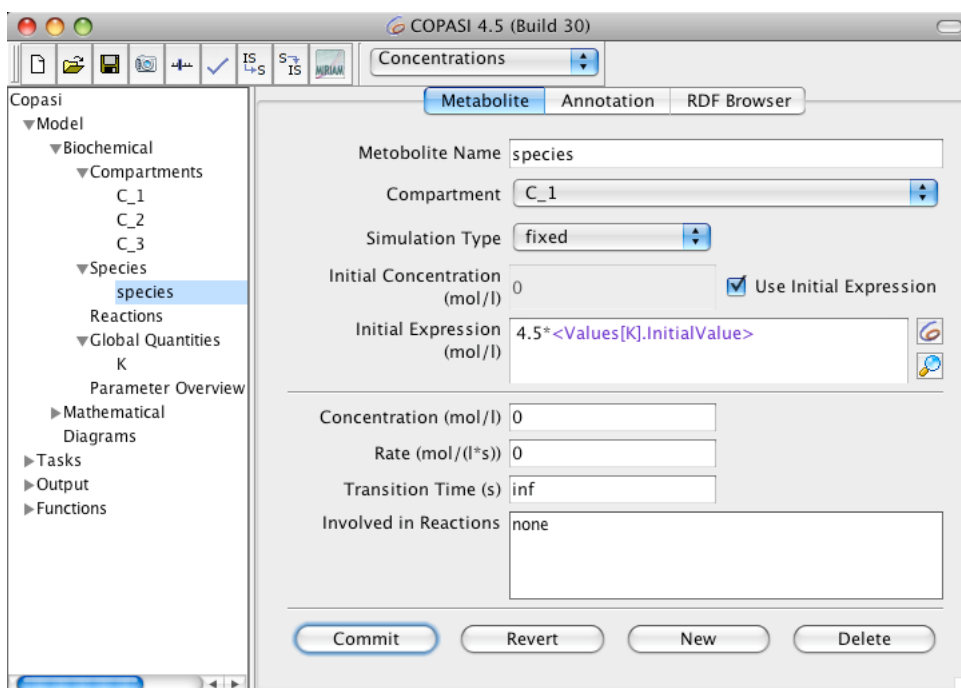 COPASI 4.5 (Build 30)
IS S S IS MIRIAM Concentrations
Copasi
Model
Biochemical
Compartments
C_1
C_2
C_3
Species
species
Reactions
Global Quantities
K
Parameter Overview
Mathematical
Diagrams
Tasks
Output
Functions
Metabolite Annotation RDF Browser
Metobolite Name species
Compartment C_1
Simulation Type fixed
Initial Concentration
(mol/l) 0 Use Initial Expression
Initial Expression
(mol/l) 4.5*<Values[K].InitialValue>
Concentration (mol/l) 0
Rate (mol/(l*s)) 0
Transition Time (s) inf
Involved in Reactions none
Commit Revert New Delete